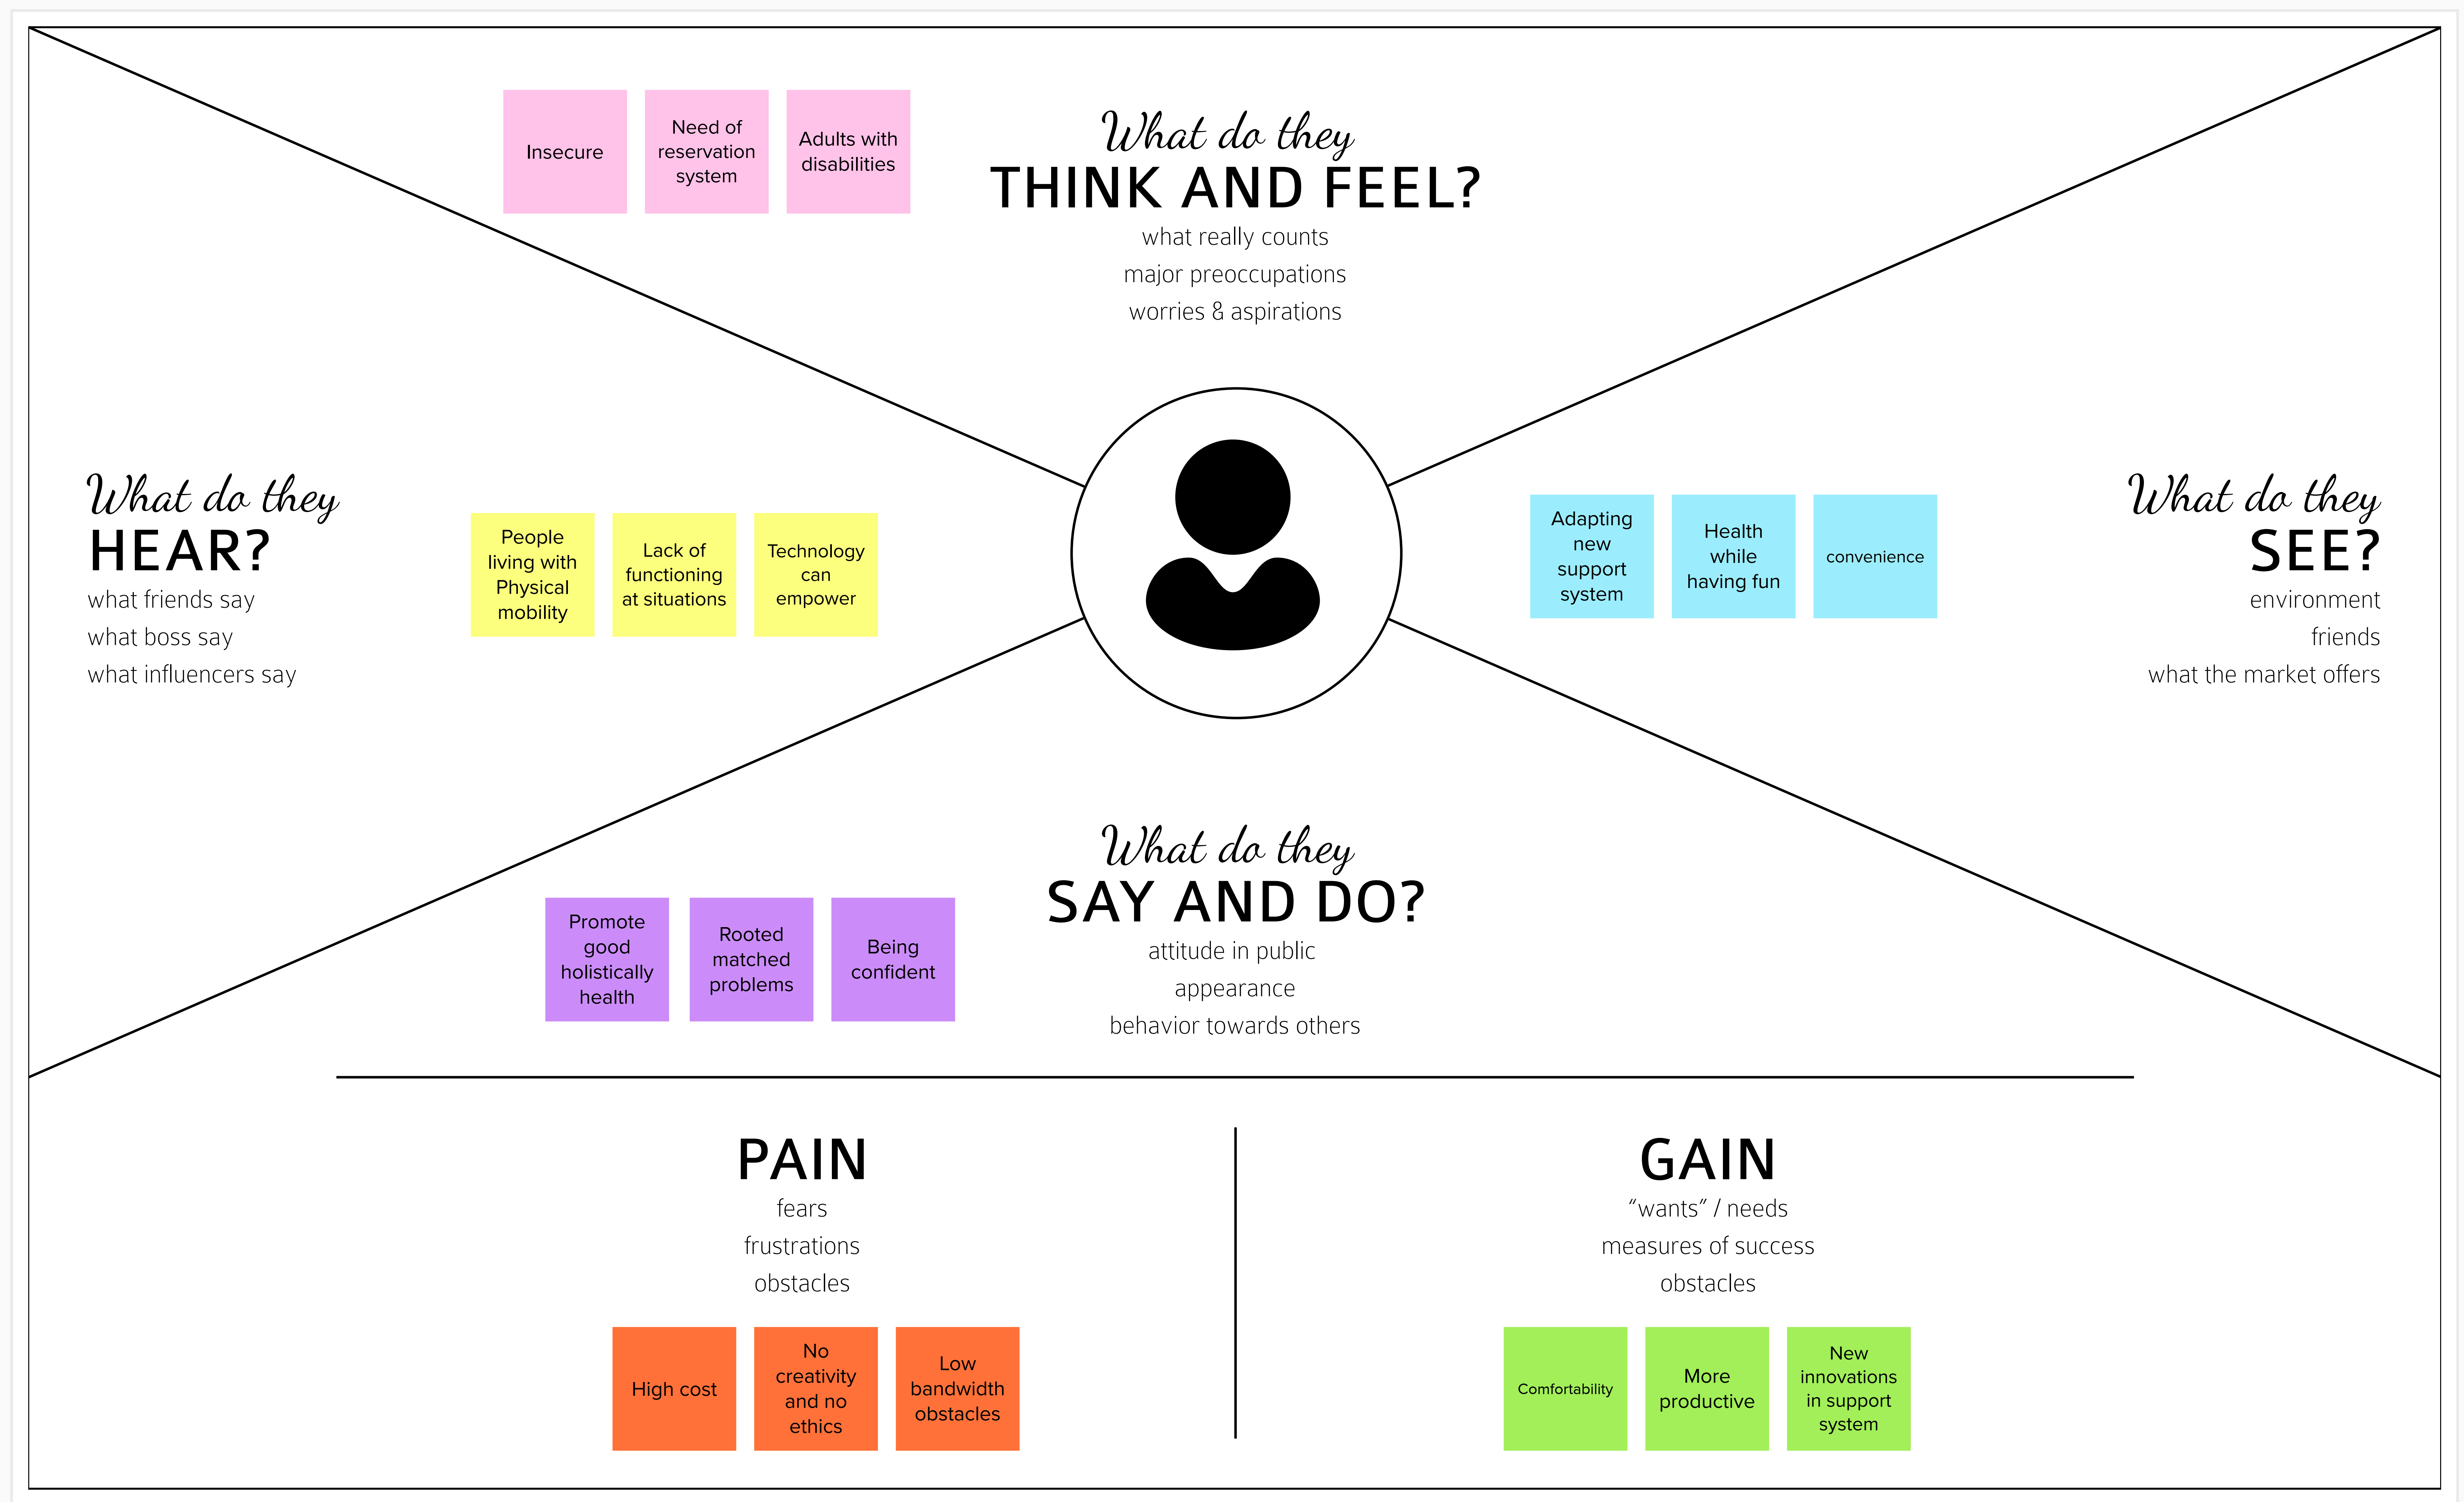 Insecure
Need of
reservation
system
Adults with
disabilities
What do they
THINK AND FEEL?
what really counts
major preoccupations
worries & aspirations
What do they
HEAR?
what friends say
what boss say
what influencers say
People
living with
Physical
mobility
Lack of
functioning
at situations
Technology
can
empower
Adapting
new
support
system
Health
while
having fun
convenience
What do they
SEE?
environment
friends
what the market offers
Promote
good
holistically
health
Rooted
matched
problems
Being
confident
What do they
SAY AND DO?
attitude in public
appearance
behavior towards others
PAIN
fears
frustrations
obstacles
High cost
No
creativity
and no
ethics
Low
bandwidth
obstacles
GAIN
“wants” / needs
measures of success
obstacles
Comfortability
More
productive
New
innovations
in support
system